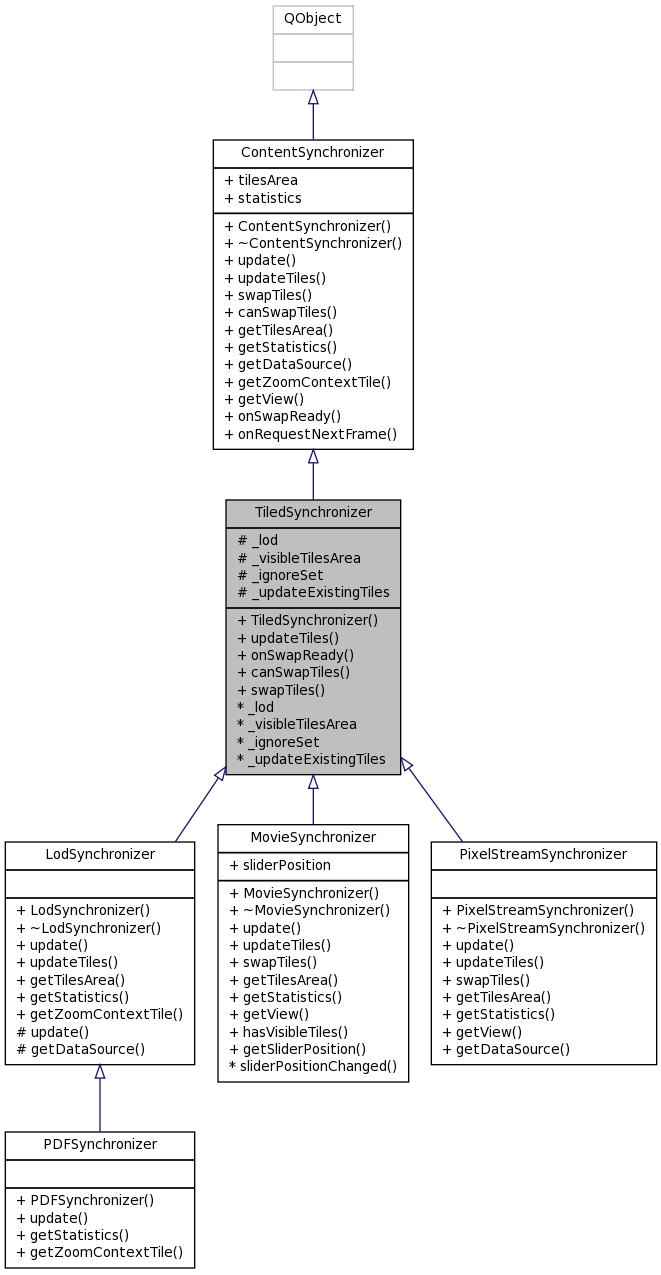 QObject
ContentSynchronizer
+ tilesArea
+ statistics
+ ContentSynchronizer()
+ ~ContentSynchronizer()
+ update()
+ updateTiles()
+ swapTiles()
+ canSwapTiles()
+ getTilesArea()
+ getStatistics()
+ getDataSource()
+ getZoomContextTile()
+ getView()
+ onSwapReady()
+ onRequestNextFrame()
TiledSynchronizer
# _lod
# _visibleTilesArea
# _ignoreSet
# _updateExistingTiles
+ TiledSynchronizer()
+ updateTiles()
+ onSwapReady()
+ canSwapTiles()
+ swapTiles()
* _lod
* _visibleTilesArea
* _ignoreSet
* _updateExistingTiles
LodSynchronizer
+ LodSynchronizer()
+ ~LodSynchronizer()
+ update()
+ updateTiles()
+ getTilesArea()
+ getStatistics()
+ getZoomContextTile()
# update()
# getDataSource()
MovieSynchronizer
+ sliderPosition
+ MovieSynchronizer()
+ ~MovieSynchronizer()
+ update()
+ updateTiles()
+ swapTiles()
+ getTilesArea()
+ getStatistics()
+ getView()
+ hasVisibleTiles()
+ getSliderPosition()
* sliderPositionChanged()
PixelStreamSynchronizer
+ PixelStreamSynchronizer()
+ ~PixelStreamSynchronizer()
+ update()
+ updateTiles()
+ swapTiles()
+ getTilesArea()
+ getStatistics()
+ getView()
+ getDataSource()
PDFSynchronizer
+ PDFSynchronizer()
+ update()
+ getStatistics()
+ getZoomContextTile()